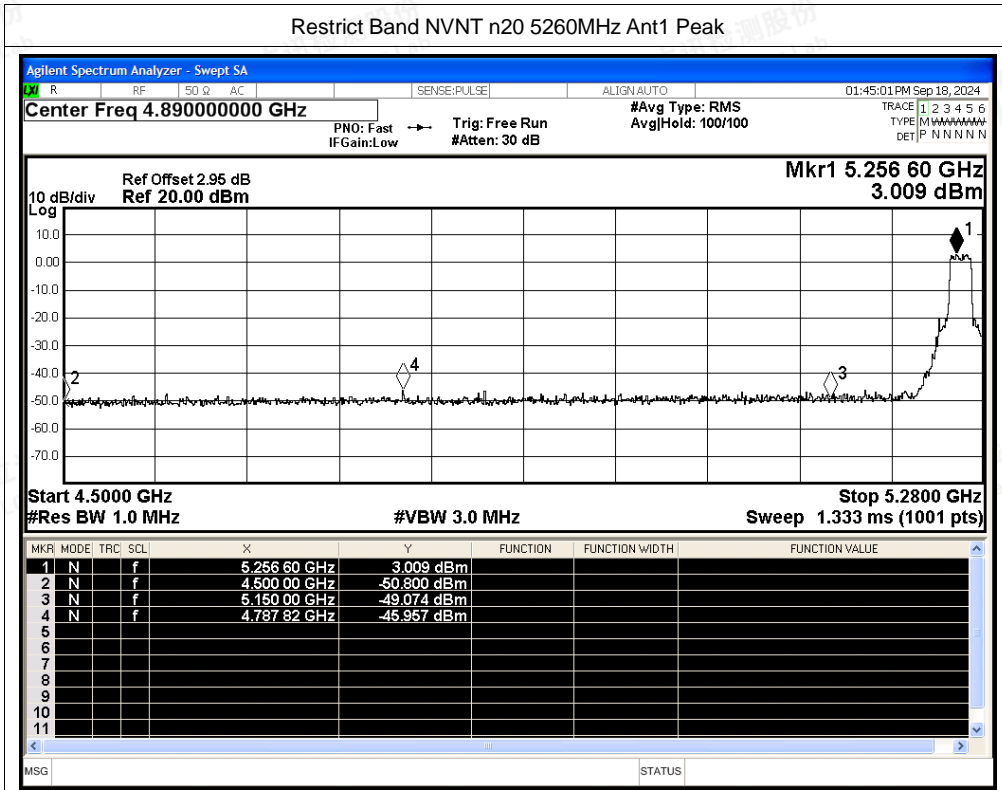 Restrict Band NVNT n20 5260MHz Ant1 Peak
Agilent Spectrum Analyzer - Swept SA
LXI R RF 50 Ω AC SENSE:PULSE ALIGN AUTO 01:45:01 PM Sep 18, 2024
Center Freq 4.890000000 GHz #Avg Type: RMS TRACE 1 2 3 4 5 6
PNO: Fast Trig: Free Run Avg|Hold: 100/100 TYPE M WWWWW
IFGain:Low #Atten: 30 dB DET P N N N N N
Mkr1 5.256 60 GHz
Ref Offset 2.95 dB
10 dB/div Ref 20.00 dBm 3.009 dBm
Log
10.0
1
0.00
-10.0
-20.0
-30.0
-40.0
2
4
3
-50.0
-60.0
-70.0
Start 4.5000 GHz Stop 5.2800 GHz
#Res BW 1.0 MHz #VBW 3.0 MHz Sweep 1.333 ms (1001 pts)
MKR MODE TRC SCL X Y FUNCTION FUNCTION WIDTH FUNCTION VALUE
1 N f 5.256 60 GHz 3.009 dBm
2 N f 4.500 00 GHz -50.800 dBm
3 N f 5.150 00 GHz -49.074 dBm
4 N f 4.787 82 GHz -45.957 dBm
5
6
7
8
9
10
11
MSG STATUS